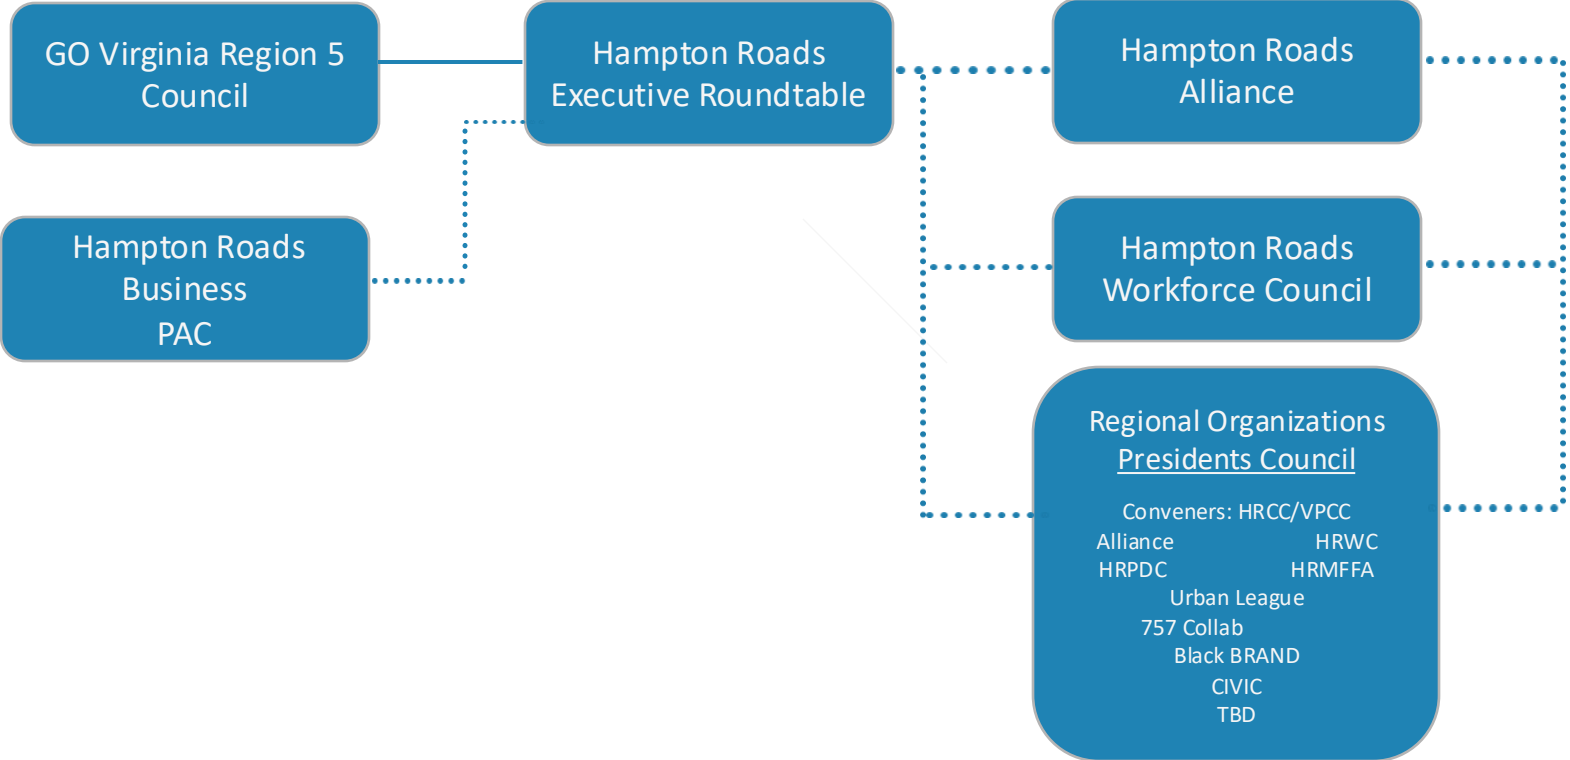 GO Virginia Region 5
Council
Hampton Roads
Executive Roundtable
Hampton Roads
Alliance
Hampton Roads
Business
PAC
Hampton Roads
Workforce Council
Regional Organizations
Presidents Council
Conveners: HRCC/VPCC
Alliance HRWC
HRPDC HRMFFA
Urban League
757 Collab
Black BRAND
CIVIC
TBD